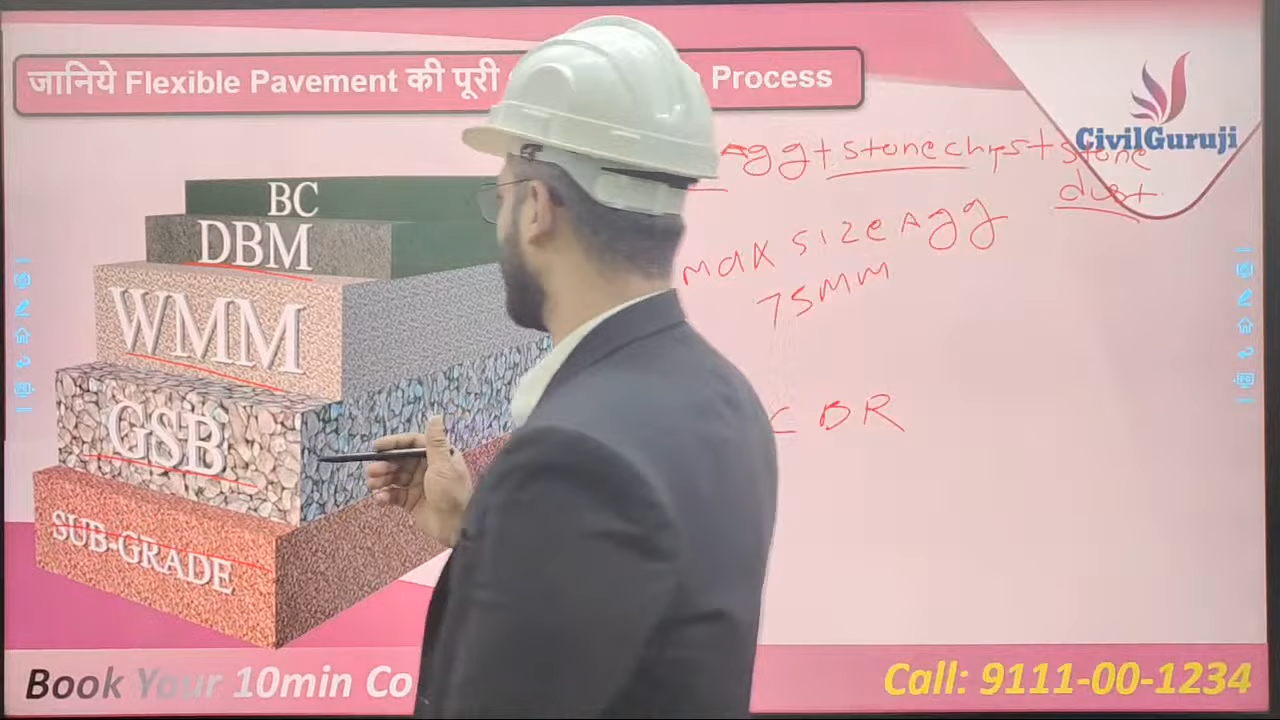 जानिये Flexible Pavement की पूरी
Process
CivilGuruji
Agg+ stone chips+ stone
dust
max size Agg
75mm
CBR
BC
DBM
WMM
GSB
SUB-GRADE
Book Your 10min Co
Call: 9111-00-1234